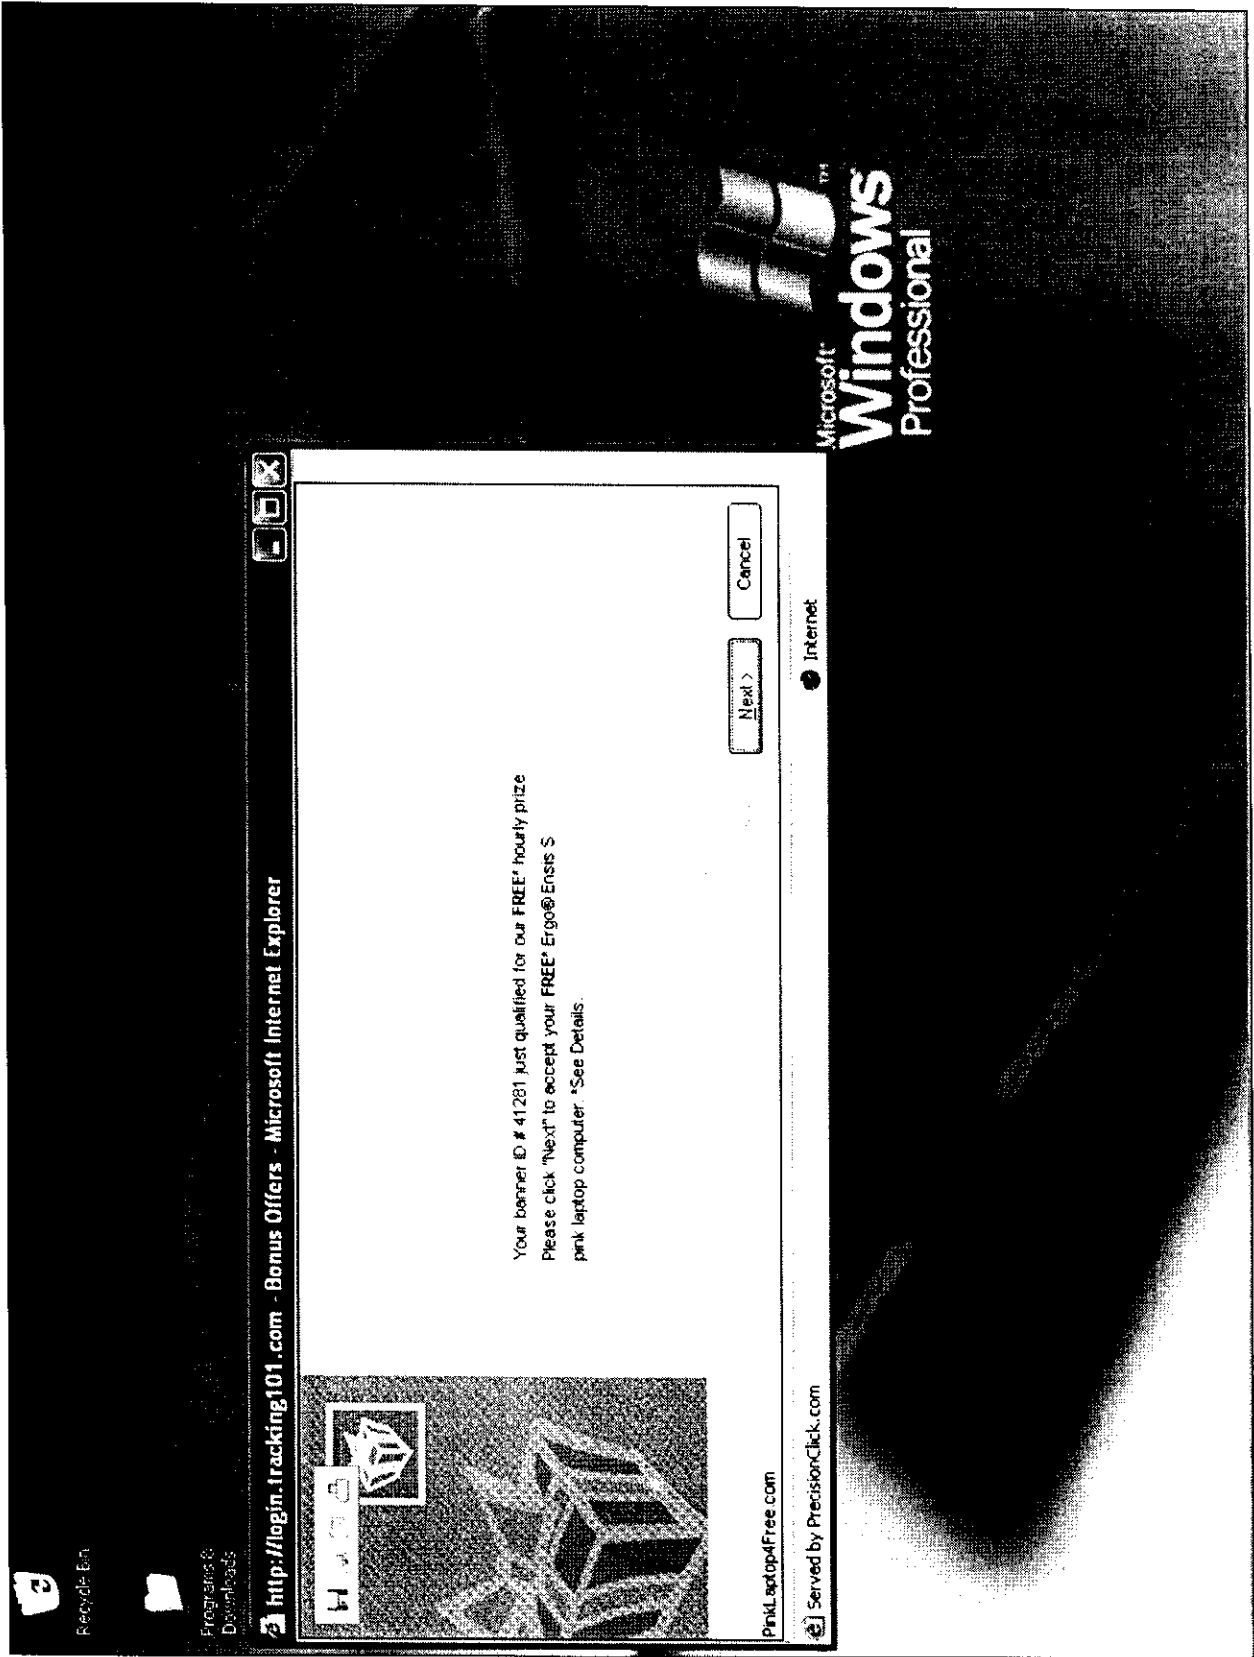 Recycle Bin
Programs&
Downloads
http://login.tracking101.com - Bonus Offers - Microsoft Internet Explorer
Your banner ID # 41281 just qualified for our FREE* hourly prize
Please click "Next" to accept your FREE* Ergo® Ensis S
pink laptop computer. *See Details.
Next >
Cancel
PinkLaptop4Free.com
Served by PrecisionClick.com
Internet
Microsoft®
Windows
TM
Professional